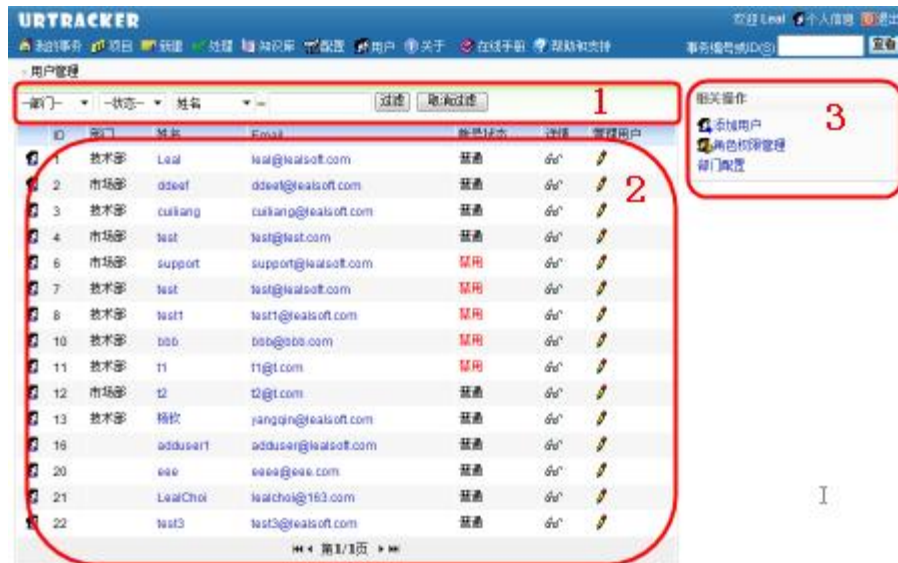 URTRACKER
欢迎 Leal 个人信息 退出
我的事务 项目 新建 处理 知识库 配置 用户 关于 在线手册 帮助和支持 事务编号或ID(S) 查看
用户管理
--部门-- --状态-- 姓名 = 过滤 取消过滤 1
相关操作 3
添加用户
角色权限管理
部门配置
ID 部门 姓名 Email 帐号状态 详情 管理用户
1 技术部 Leal leal@lealsoft.com 普通
2 市场部 ddeef ddeef@lealsoft.com 普通 2
3 技术部 cuiliang cuiliang@lealsoft.com 普通
4 市场部 test test@test.com 普通
6 市场部 support support@lealsoft.com 禁用
7 技术部 test test@lealsoft.com 禁用
8 技术部 test1 test1@lealsoft.com 禁用
10 技术部 bbb bbb@bbb.com 禁用
11 技术部 t1 t1@t.com 禁用
12 市场部 t2 t2@t.com 普通
13 技术部 yangqin@lealsoft.com 普通
16 adduser1 adduser@lealsoft.com 普通
20 eee eeee@eee.com 普通
21 LealChoi lealchoi@163.com 普通
22 test3 test3@lealsoft.com 普通
第1/1页